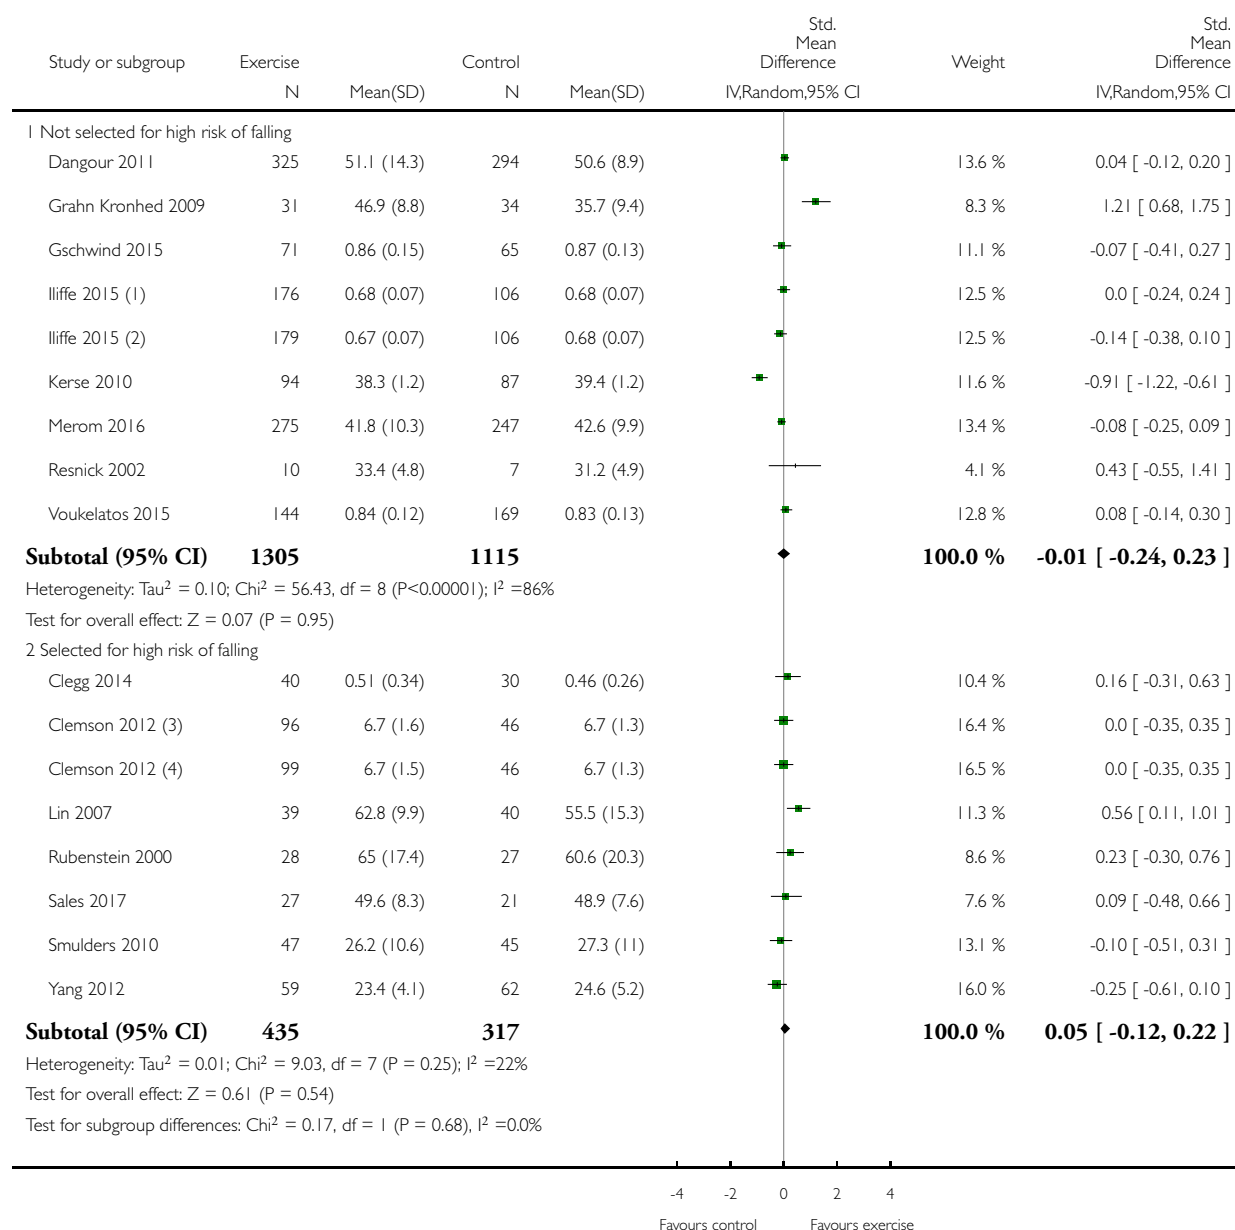 Std.
Mean
Difference
Std.
Mean
Difference
Study or subgroup Exercise Control Weight
N Mean(SD) N Mean(SD) IV,Random,95% CI IV,Random,95% CI
1 Not selected for high risk of falling
Dangour 2011 325 51.1 (14.3) 294 50.6 (8.9) 13.6 % 0.04 [ -0.12, 0.20 ]
Grahn Kronhed 2009 31 46.9 (8.8) 34 35.7 (9.4) 8.3 % 1.21 [ 0.68, 1.75 ]
Gschwind 2015 71 0.86 (0.15) 65 0.87 (0.13) 11.1 % -0.07 [ -0.41, 0.27 ]
Iliffe 2015 (1) 176 0.68 (0.07) 106 0.68 (0.07) 12.5 % 0.0 [ -0.24, 0.24 ]
Iliffe 2015 (2) 179 0.67 (0.07) 106 0.68 (0.07) 12.5 % -0.14 [ -0.38, 0.10 ]
Kerse 2010 94 38.3 (1.2) 87 39.4 (1.2) 11.6 % -0.91 [ -1.22, -0.61 ]
Merom 2016 275 41.8 (10.3) 247 42.6 (9.9) 13.4 % -0.08 [ -0.25, 0.09 ]
Resnick 2002 10 33.4 (4.8) 7 31.2 (4.9) 4.1 % 0.43 [ -0.55, 1.41 ]
Voukelatos 2015 144 0.84 (0.12) 169 0.83 (0.13) 12.8 % 0.08 [ -0.14, 0.30 ]
Subtotal (95% CI) 1305 1115 100.0 % -0.01 [ -0.24, 0.23 ]
Heterogeneity: Tau² = 0.10; Chi² = 56.43, df = 8 (P<0.00001); I² =86%
Test for overall effect: Z = 0.07 (P = 0.95)
2 Selected for high risk of falling
Clegg 2014 40 0.51 (0.34) 30 0.46 (0.26) 10.4 % 0.16 [ -0.31, 0.63 ]
Clemson 2012 (3) 96 6.7 (1.6) 46 6.7 (1.3) 16.4 % 0.0 [ -0.35, 0.35 ]
Clemson 2012 (4) 99 6.7 (1.5) 46 6.7 (1.3) 16.5 % 0.0 [ -0.35, 0.35 ]
Lin 2007 39 62.8 (9.9) 40 55.5 (15.3) 11.3 % 0.56 [ 0.11, 1.01 ]
Rubenstein 2000 28 65 (17.4) 27 60.6 (20.3) 8.6 % 0.23 [ -0.30, 0.76 ]
Sales 2017 27 49.6 (8.3) 21 48.9 (7.6) 7.6 % 0.09 [ -0.48, 0.66 ]
Smulders 2010 47 26.2 (10.6) 45 27.3 (11) 13.1 % -0.10 [ -0.51, 0.31 ]
Yang 2012 59 23.4 (4.1) 62 24.6 (5.2) 16.0 % -0.25 [ -0.61, 0.10 ]
Subtotal (95% CI) 435 317 100.0 % 0.05 [ -0.12, 0.22 ]
Heterogeneity: Tau² = 0.01; Chi² = 9.03, df = 7 (P = 0.25); I² =22%
Test for overall effect: Z = 0.61 (P = 0.54)
Test for subgroup differences: Chi² = 0.17, df = 1 (P = 0.68), I² =0.0%
-4 -2 0 2 4
Favours control Favours exercise